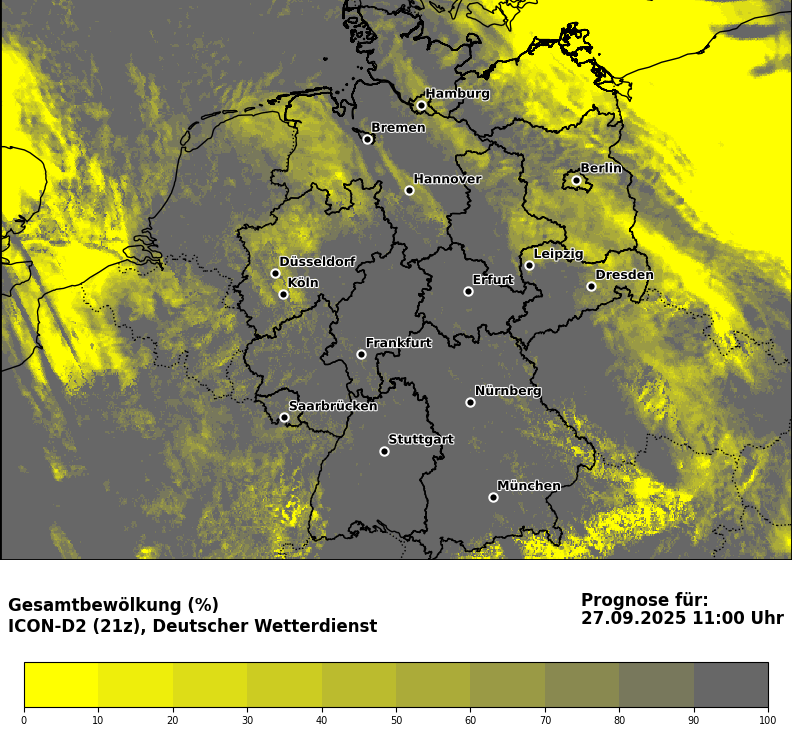 Hamburg
Bremen
Berlin
Hannover
Düsseldorf
Leipzig
Dresden
Köln
Erfurt
Frankfurt
Nürnberg
Saarbrücken
Stuttgart
München
Gesamtbewölkung (%)
ICON-D2 (21z), Deutscher Wetterdienst
Prognose für:
27.09.2025 11:00 Uhr
0 10 20 30 40 50 60 70 80 90 100